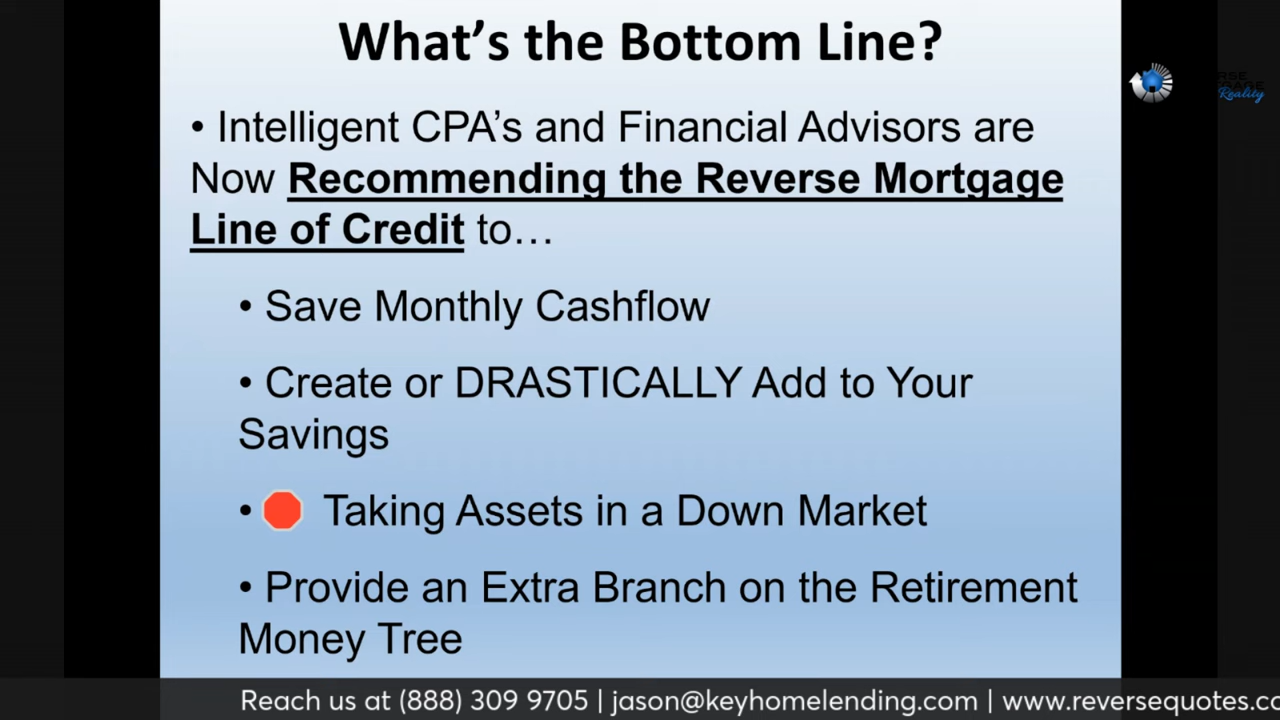 What's the Bottom Line?
• Intelligent CPA's and Financial Advisors are
Now Recommending the Reverse Mortgage
Line of Credit to…
• Save Monthly Cashflow
• Create or DRASTICALLY Add to Your
Savings
• Taking Assets in a Down Market
• Provide an Extra Branch on the Retirement
Money Tree
Reality
Reach us at (888) 309 9705 | jason@keyhomelending.com | www.reversequotes.co